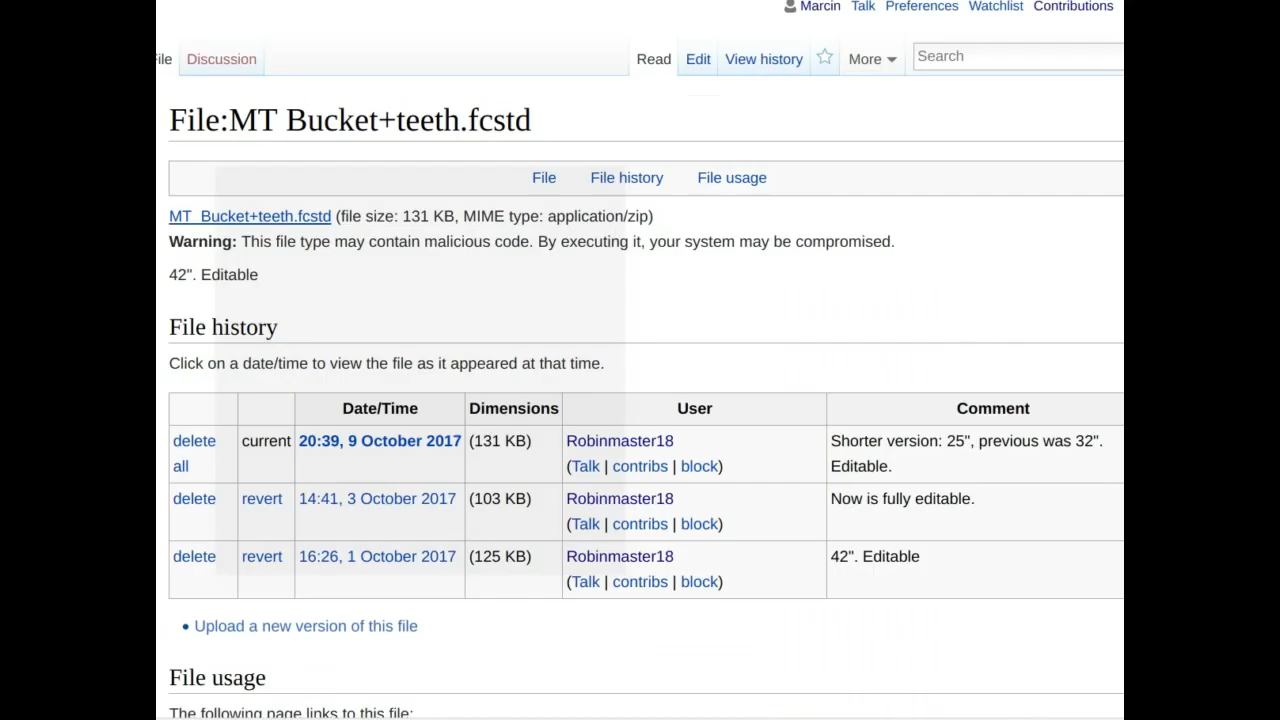 Marcin Talk Preferences Watchlist Contributions
File Discussion Read Edit View history More Search
File:MT Bucket+teeth.fcstd
File File history File usage
MT_Bucket+teeth.fcstd (file size: 131 KB, MIME type: application/zip)
Warning: This file type may contain malicious code. By executing it, your system may be compromised.
42". Editable
File history
Click on a date/time to view the file as it appeared at that time.
Date/Time Dimensions User Comment
delete all current 20:39, 9 October 2017 (131 KB) Robinmaster18 (Talk | contribs | block) Shorter version: 25", previous was 32". Editable.
delete revert 14:41, 3 October 2017 (103 KB) Robinmaster18 (Talk | contribs | block) Now is fully editable.
delete revert 16:26, 1 October 2017 (125 KB) Robinmaster18 (Talk | contribs | block) 42". Editable
Upload a new version of this file
File usage
The following page links to this file: